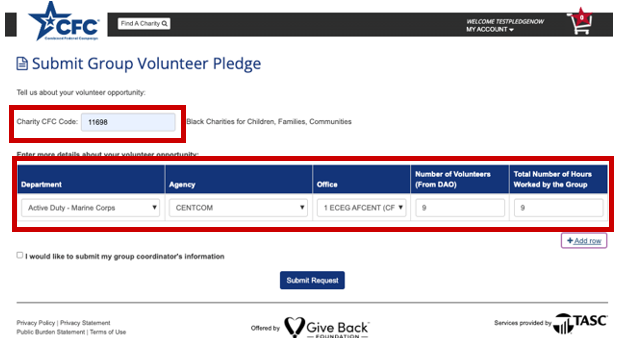 CFC
Combined Federal Campaign
Find A Charity
WELCOME TESTPLEDGENOW
MY ACCOUNT
0
Submit Group Volunteer Pledge
Tell us about your volunteer opportunity:
Charity CFC Code: 11698 Black Charities for Children, Families, Communities
Enter more details about your volunteer opportunity:
Department Agency Office Number of Volunteers (From DAO) Total Number of Hours Worked by the Group
Active Duty - Marine Corps CENTCOM 1 ECEG AFCENT (CF 9 9
+ Add row
I would like to submit my group coordinator's information
Submit Request
Privacy Policy | Privacy Statement
Public Burden Statement | Terms of Use
Offered by Give Back
FOUNDATION
Services provided by TASC